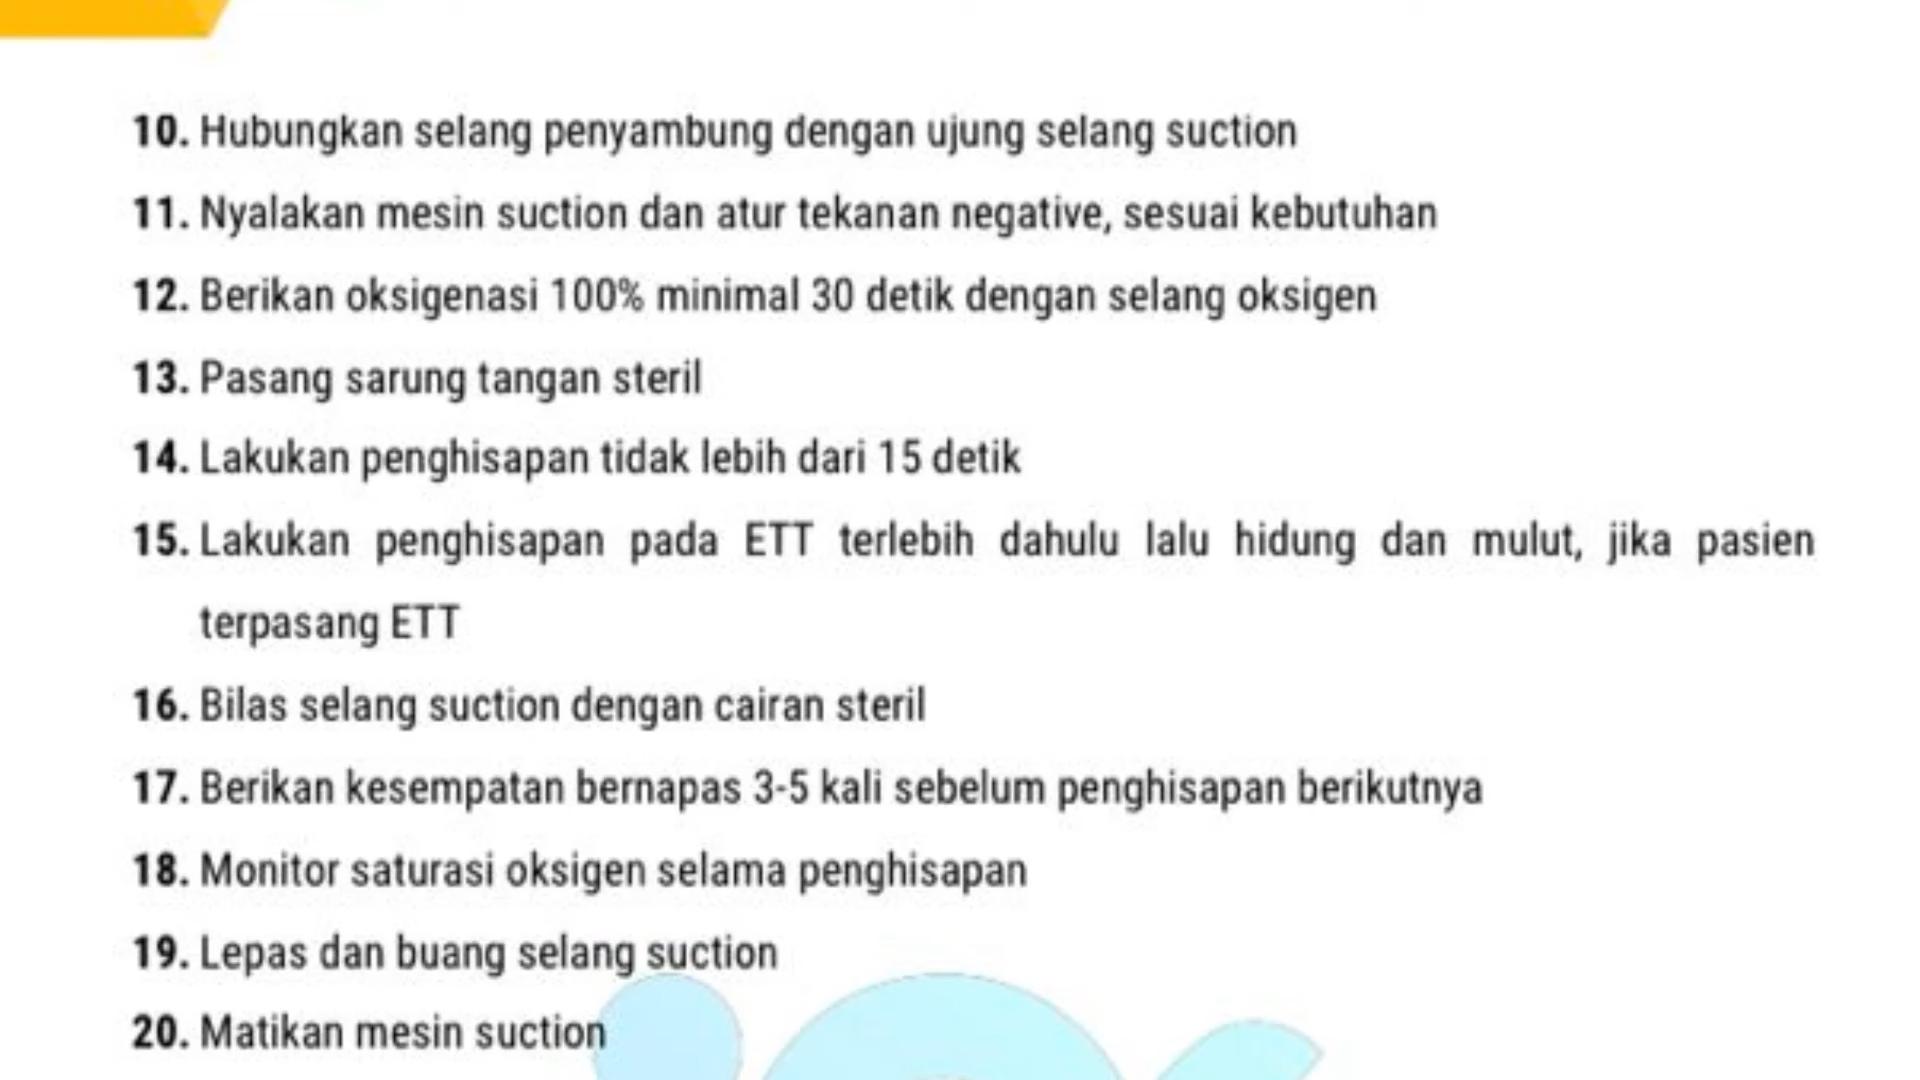 10. Hubungkan selang penyambung dengan ujung selang suction
11. Nyalakan mesin suction dan atur tekanan negative, sesuai kebutuhan
12. Berikan oksigenasi 100% minimal 30 detik dengan selang oksigen
13. Pasang sarung tangan steril
14. Lakukan penghisapan tidak lebih dari 15 detik
15. Lakukan penghisapan pada ETT terlebih dahulu lalu hidung dan mulut, jika pasien
terpasang ETT
16. Bilas selang suction dengan cairan steril
17. Berikan kesempatan bernapas 3-5 kali sebelum penghisapan berikutnya
18. Monitor saturasi oksigen selama penghisapan
19. Lepas dan buang selang suction
20. Matikan mesin suction